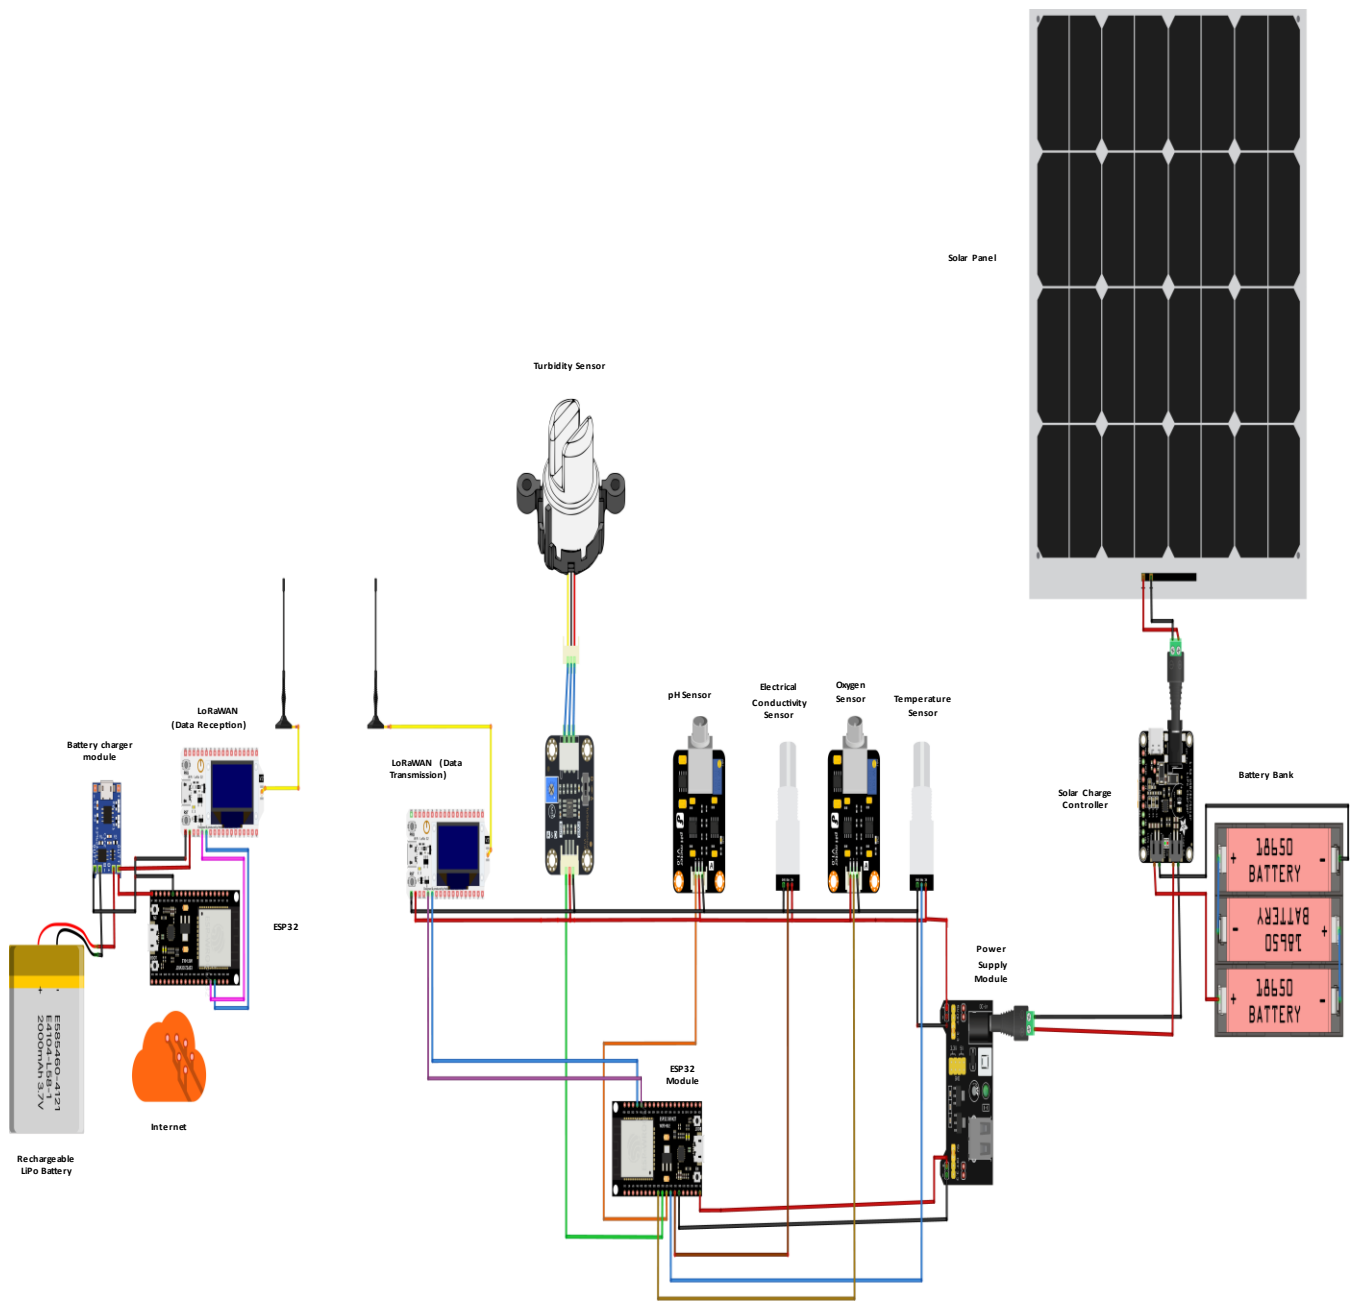 Solar Panel
Turbidity Sensor
pH Sensor
Electrical
Conductivity
Sensor
Oxygen
Sensor
Temperature
Sensor
LoRaWAN
(Data Reception)
Battery charger
module
LoRaWAN (Data
Transmission)
Solar Charge
Controller
Battery Bank
18650
BATTERY
18650
BATTERY
18650
BATTERY
ESP32
Power
Supply
Module
ESP32
Module
E585460-4121
E4104-L58-1
2000mAh 3.7V
Internet
Rechargeable
LiPo Battery